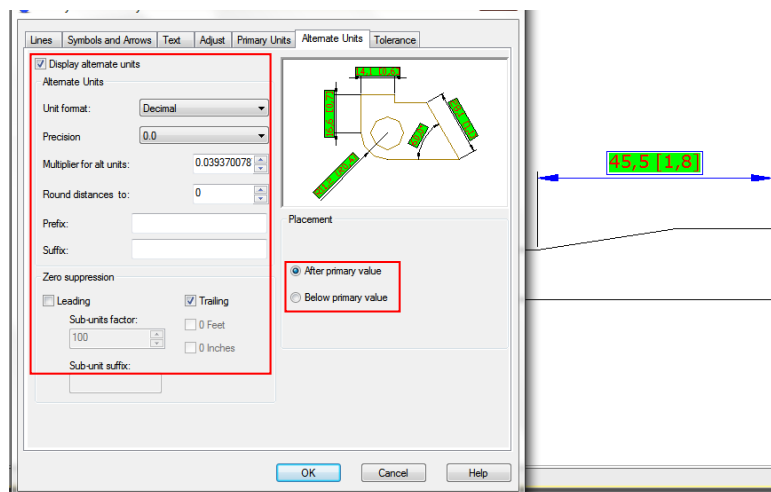 Lines Symbols and Arrows Text Adjust Primary Units Alternate Units Tolerance
Display alternate units
Alternate Units
Unit format: Decimal
Precision 0.0
Multiplier for alt units: 0.039370078
Round distances to: 0
Prefix:
Suffix:
Zero suppression
Leading
Trailing
Sub-units factor:
100
0 Feet
0 Inches
Sub-unit suffix:
Placement
After primary value
Below primary value
OK Cancel Help
45,5 [1,8]